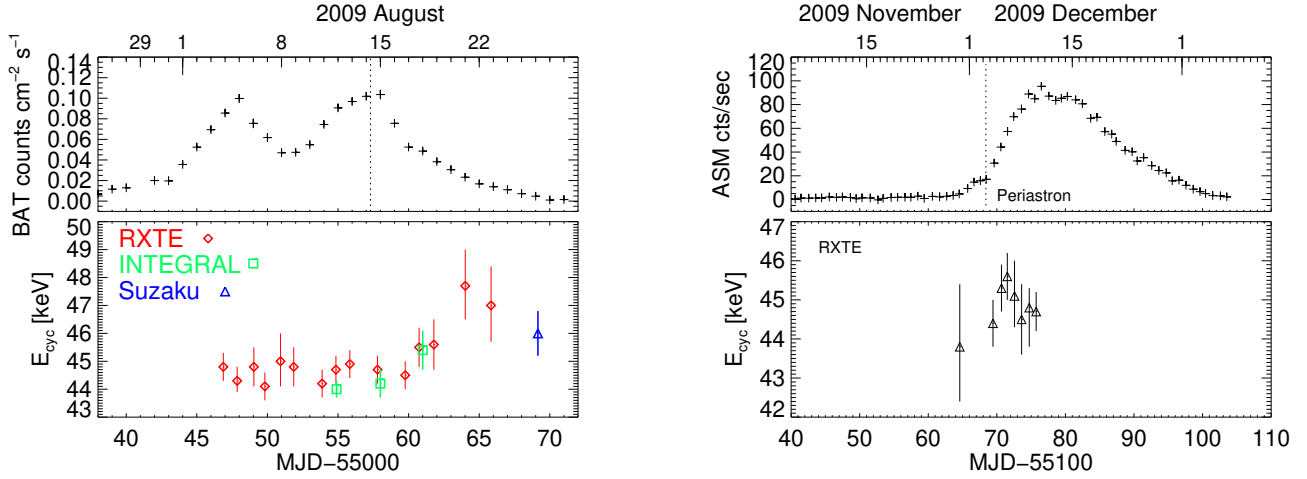 2009 August
29 1 8 15 22
BAT counts cm−2 s−1
0.14
0.12
0.10
0.08
0.06
0.04
0.02
0.00
Ecyc [keV]
50
49
48
47
46
45
44
43
RXTE
INTEGRAL
Suzaku
40 45 50 55 60 65 70
MJD−55000
2009 November 2009 December
15 1 15 1
ASM cts/sec
120
100
80
60
40
20
0
Periastron
Ecyc [keV]
47
46
45
44
43
42
RXTE
40 50 60 70 80 90 100 110
MJD−55100